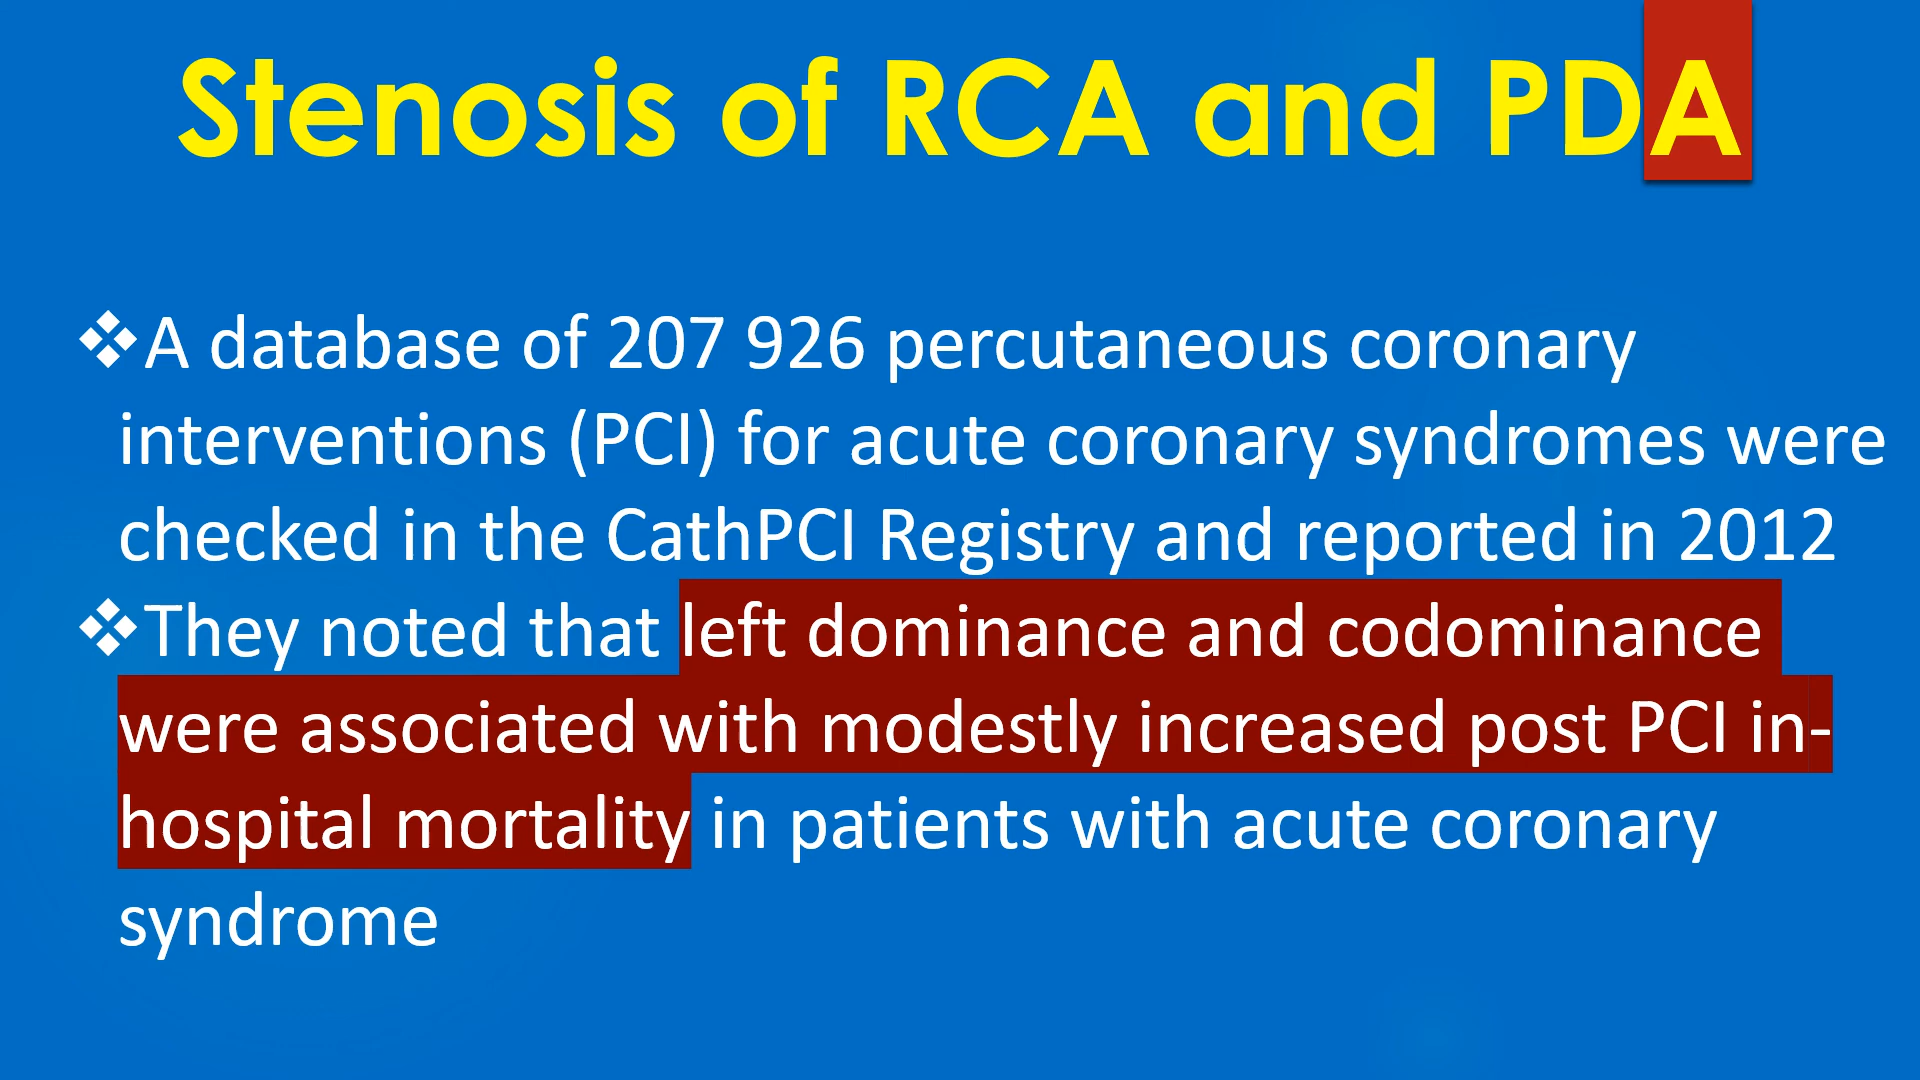 Stenosis of RCA and PDA
❖A database of 207 926 percutaneous coronary
interventions (PCI) for acute coronary syndromes were
checked in the CathPCI Registry and reported in 2012
❖They noted that left dominance and codominance
were associated with modestly increased post PCI in-
hospital mortality in patients with acute coronary
syndrome